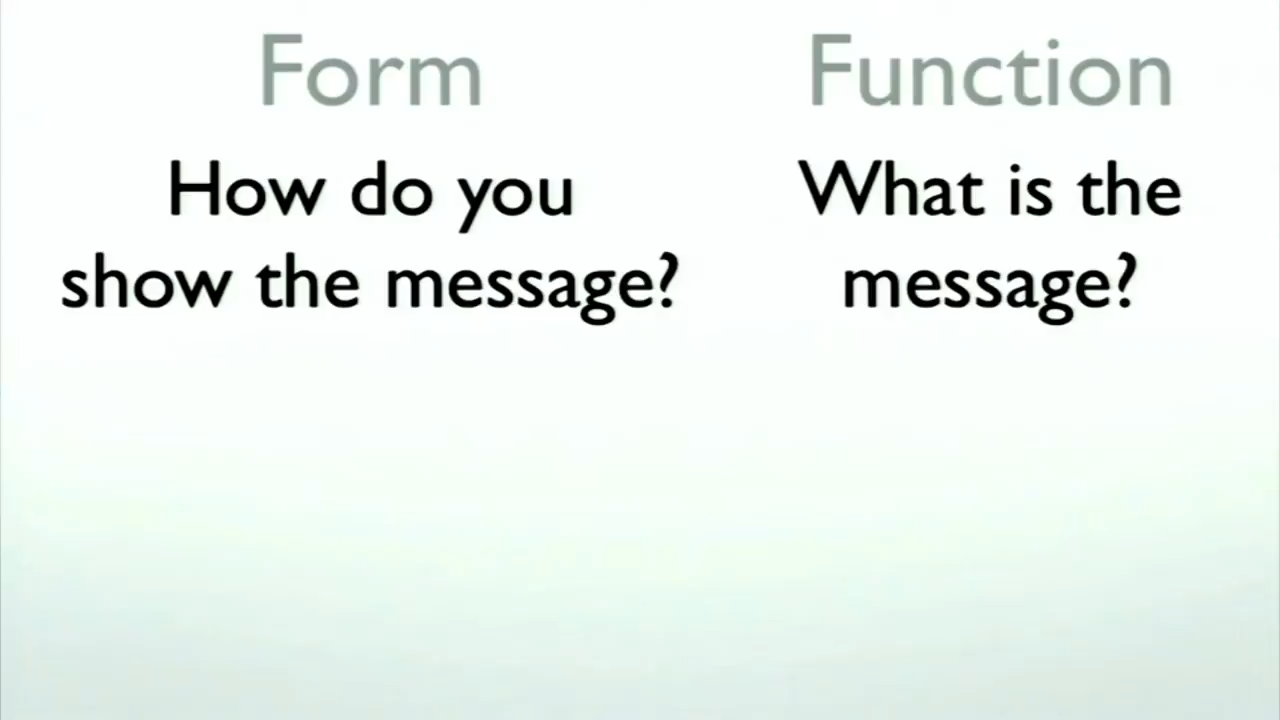 Form
How do you
show the message?
Function
What is the
message?